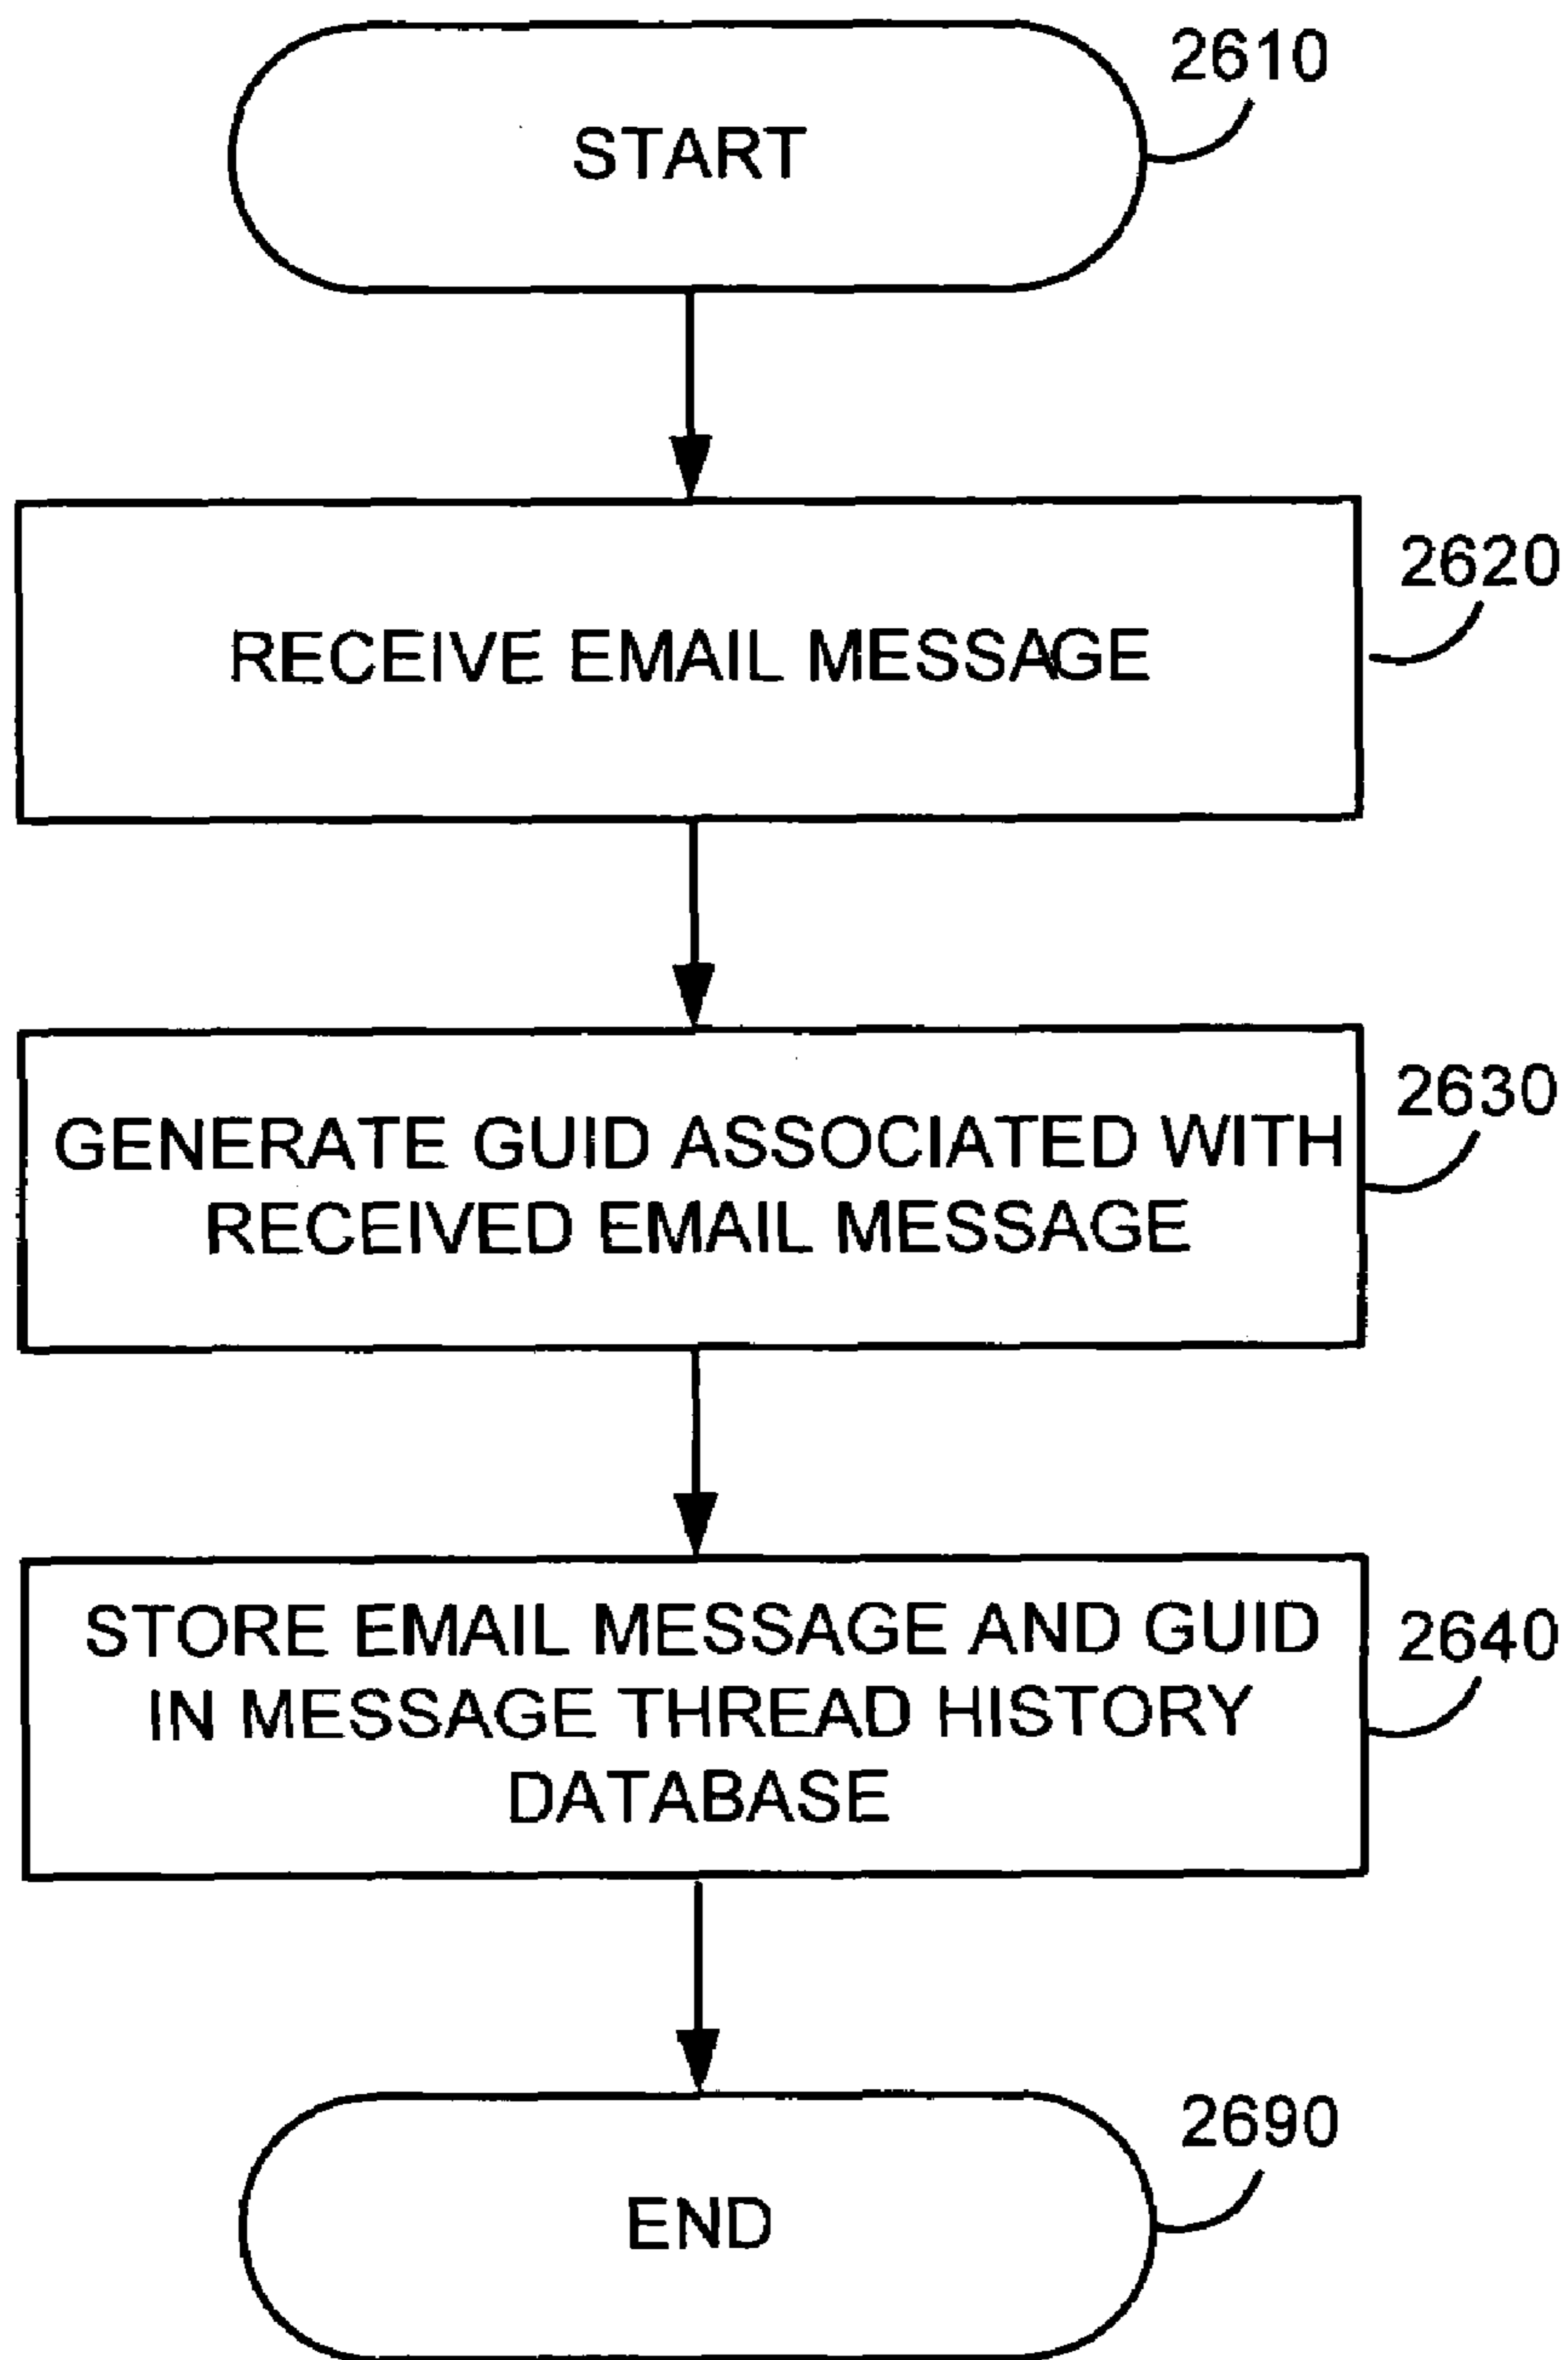 2610
START
2620
RECEIVE EMAIL MESSAGE
2630
GENERATE GUID ASSOCIATED WITH
RECEIVED EMAIL MESSAGE
2640
STORE EMAIL MESSAGE AND GUID
IN MESSAGE THREAD HISTORY
DATABASE
2690
END